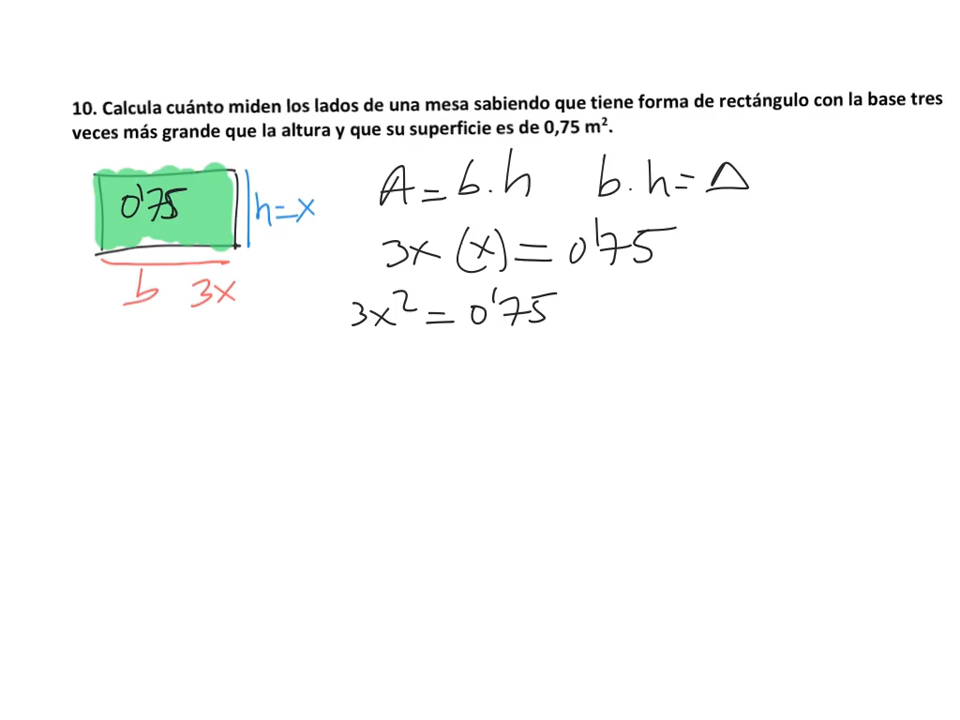 10. Calcula cuánto miden los lados de una mesa sabiendo que tiene forma de rectángulo con la base tres
veces más grande que la altura y que su superficie es de 0,75 m².
0'75
h=x
b 3x
A=b.h b.h=A
3x (x)=0'75
3x²=0'75